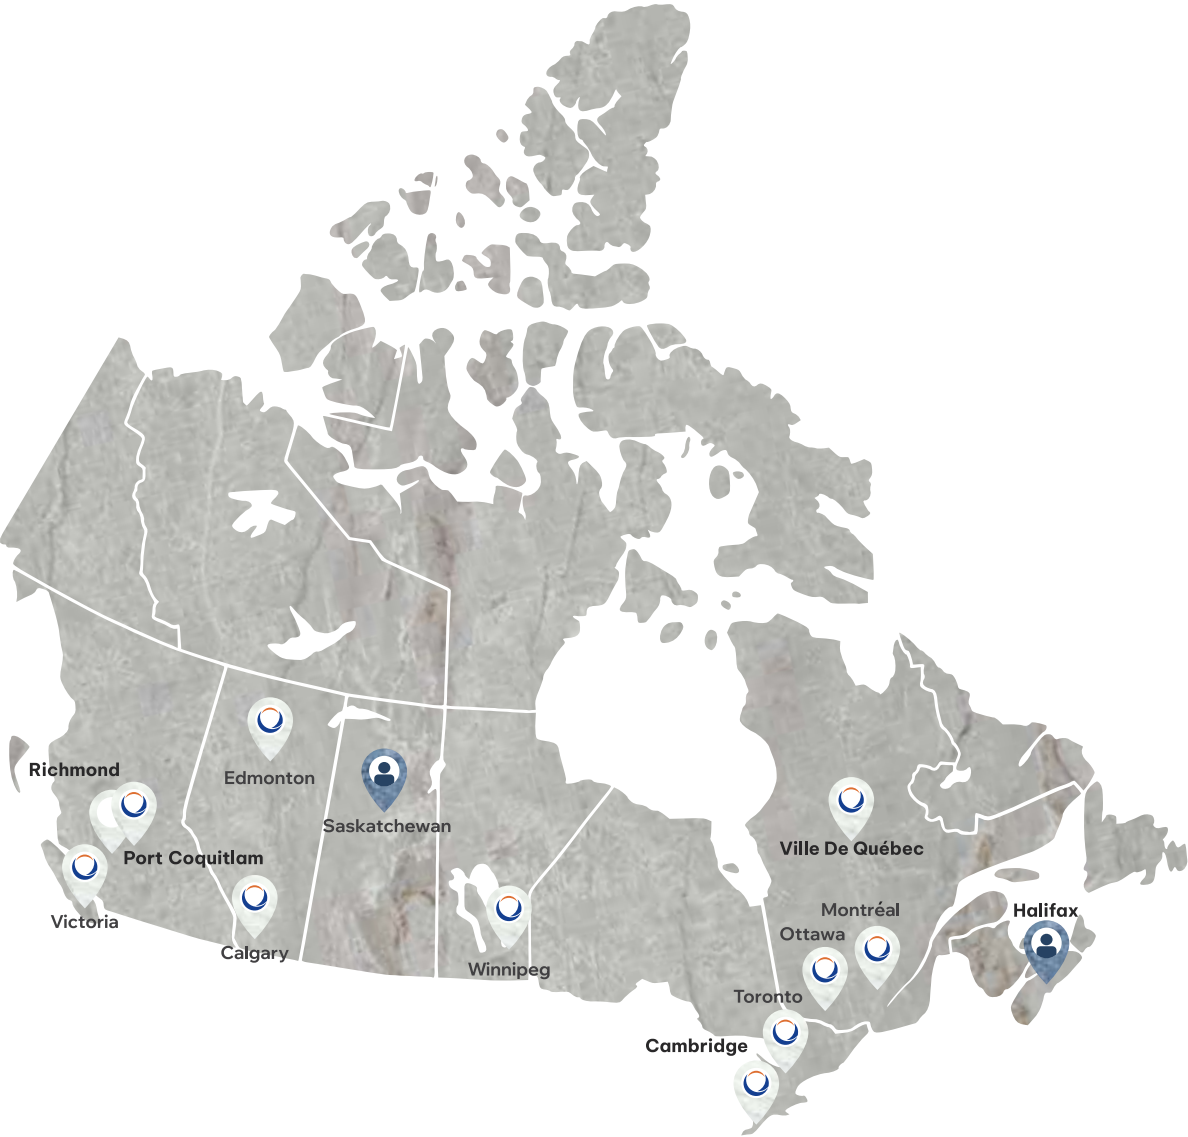 Richmond
Edmonton
Saskatchewan
Port Coquitlam
Victoria
Calgary
Winnipeg
Ville De Québec
Montréal
Ottawa
Halifax
Toronto
Cambridge